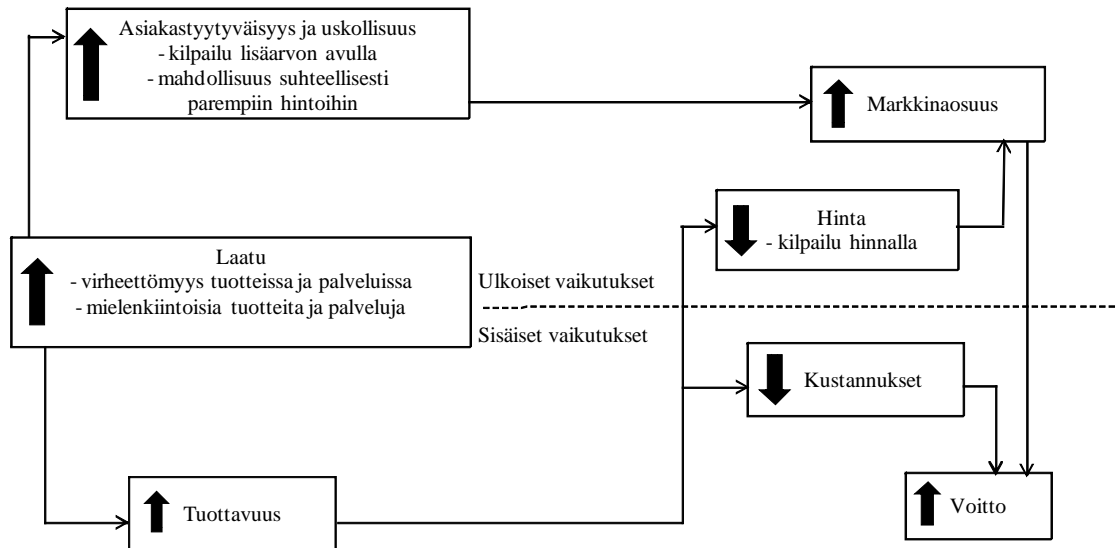 Asiakastyytyväisyys ja uskollisuus
- kilpailu lisäarvon avulla
- mahdollisuus suhteellisesti
parempiin hintoihin
Markkinaosuus
Hinta
- kilpailu hinnalla
Laatu
- virheettömyys tuotteissa ja palveluissa
- mielenkiintoisia tuotteita ja palveluja
Ulkoiset vaikutukset
Sisäiset vaikutukset
Kustannukset
Tuottavuus
Voitto